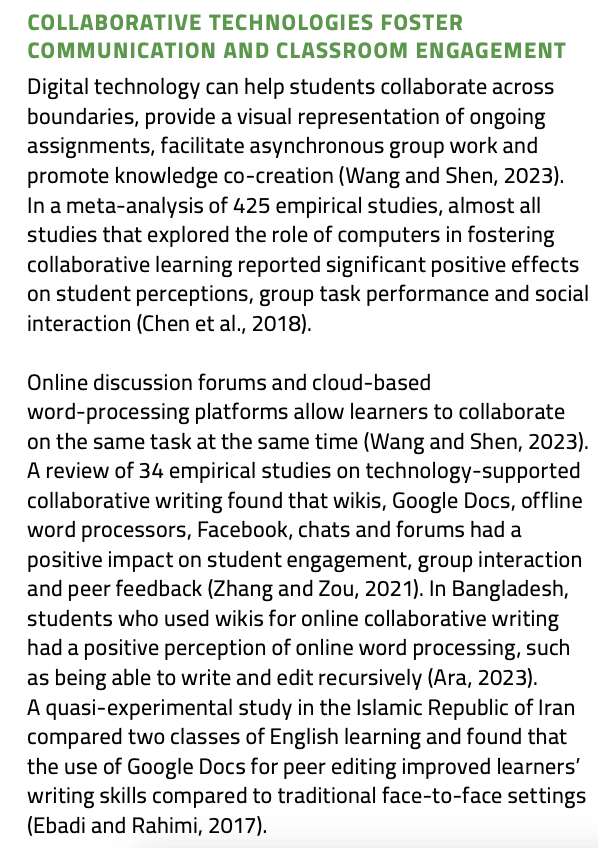 COLLABORATIVE TECHNOLOGIES FOSTER
COMMUNICATION AND CLASSROOM ENGAGEMENT
Digital technology can help students collaborate across
boundaries, provide a visual representation of ongoing
assignments, facilitate asynchronous group work and
promote knowledge co-creation (Wang and Shen, 2023).
In a meta-analysis of 425 empirical studies, almost all
studies that explored the role of computers in fostering
collaborative learning reported significant positive effects
on student perceptions, group task performance and social
interaction (Chen et al., 2018).
Online discussion forums and cloud-based
word-processing platforms allow learners to collaborate
on the same task at the same time (Wang and Shen, 2023).
A review of 34 empirical studies on technology-supported
collaborative writing found that wikis, Google Docs, offline
word processors, Facebook, chats and forums had a
positive impact on student engagement, group interaction
and peer feedback (Zhang and Zou, 2021). In Bangladesh,
students who used wikis for online collaborative writing
had a positive perception of online word processing, such
as being able to write and edit recursively (Ara, 2023).
A quasi-experimental study in the Islamic Republic of Iran
compared two classes of English learning and found that
the use of Google Docs for peer editing improved learners’
writing skills compared to traditional face-to-face settings
(Ebadi and Rahimi, 2017).